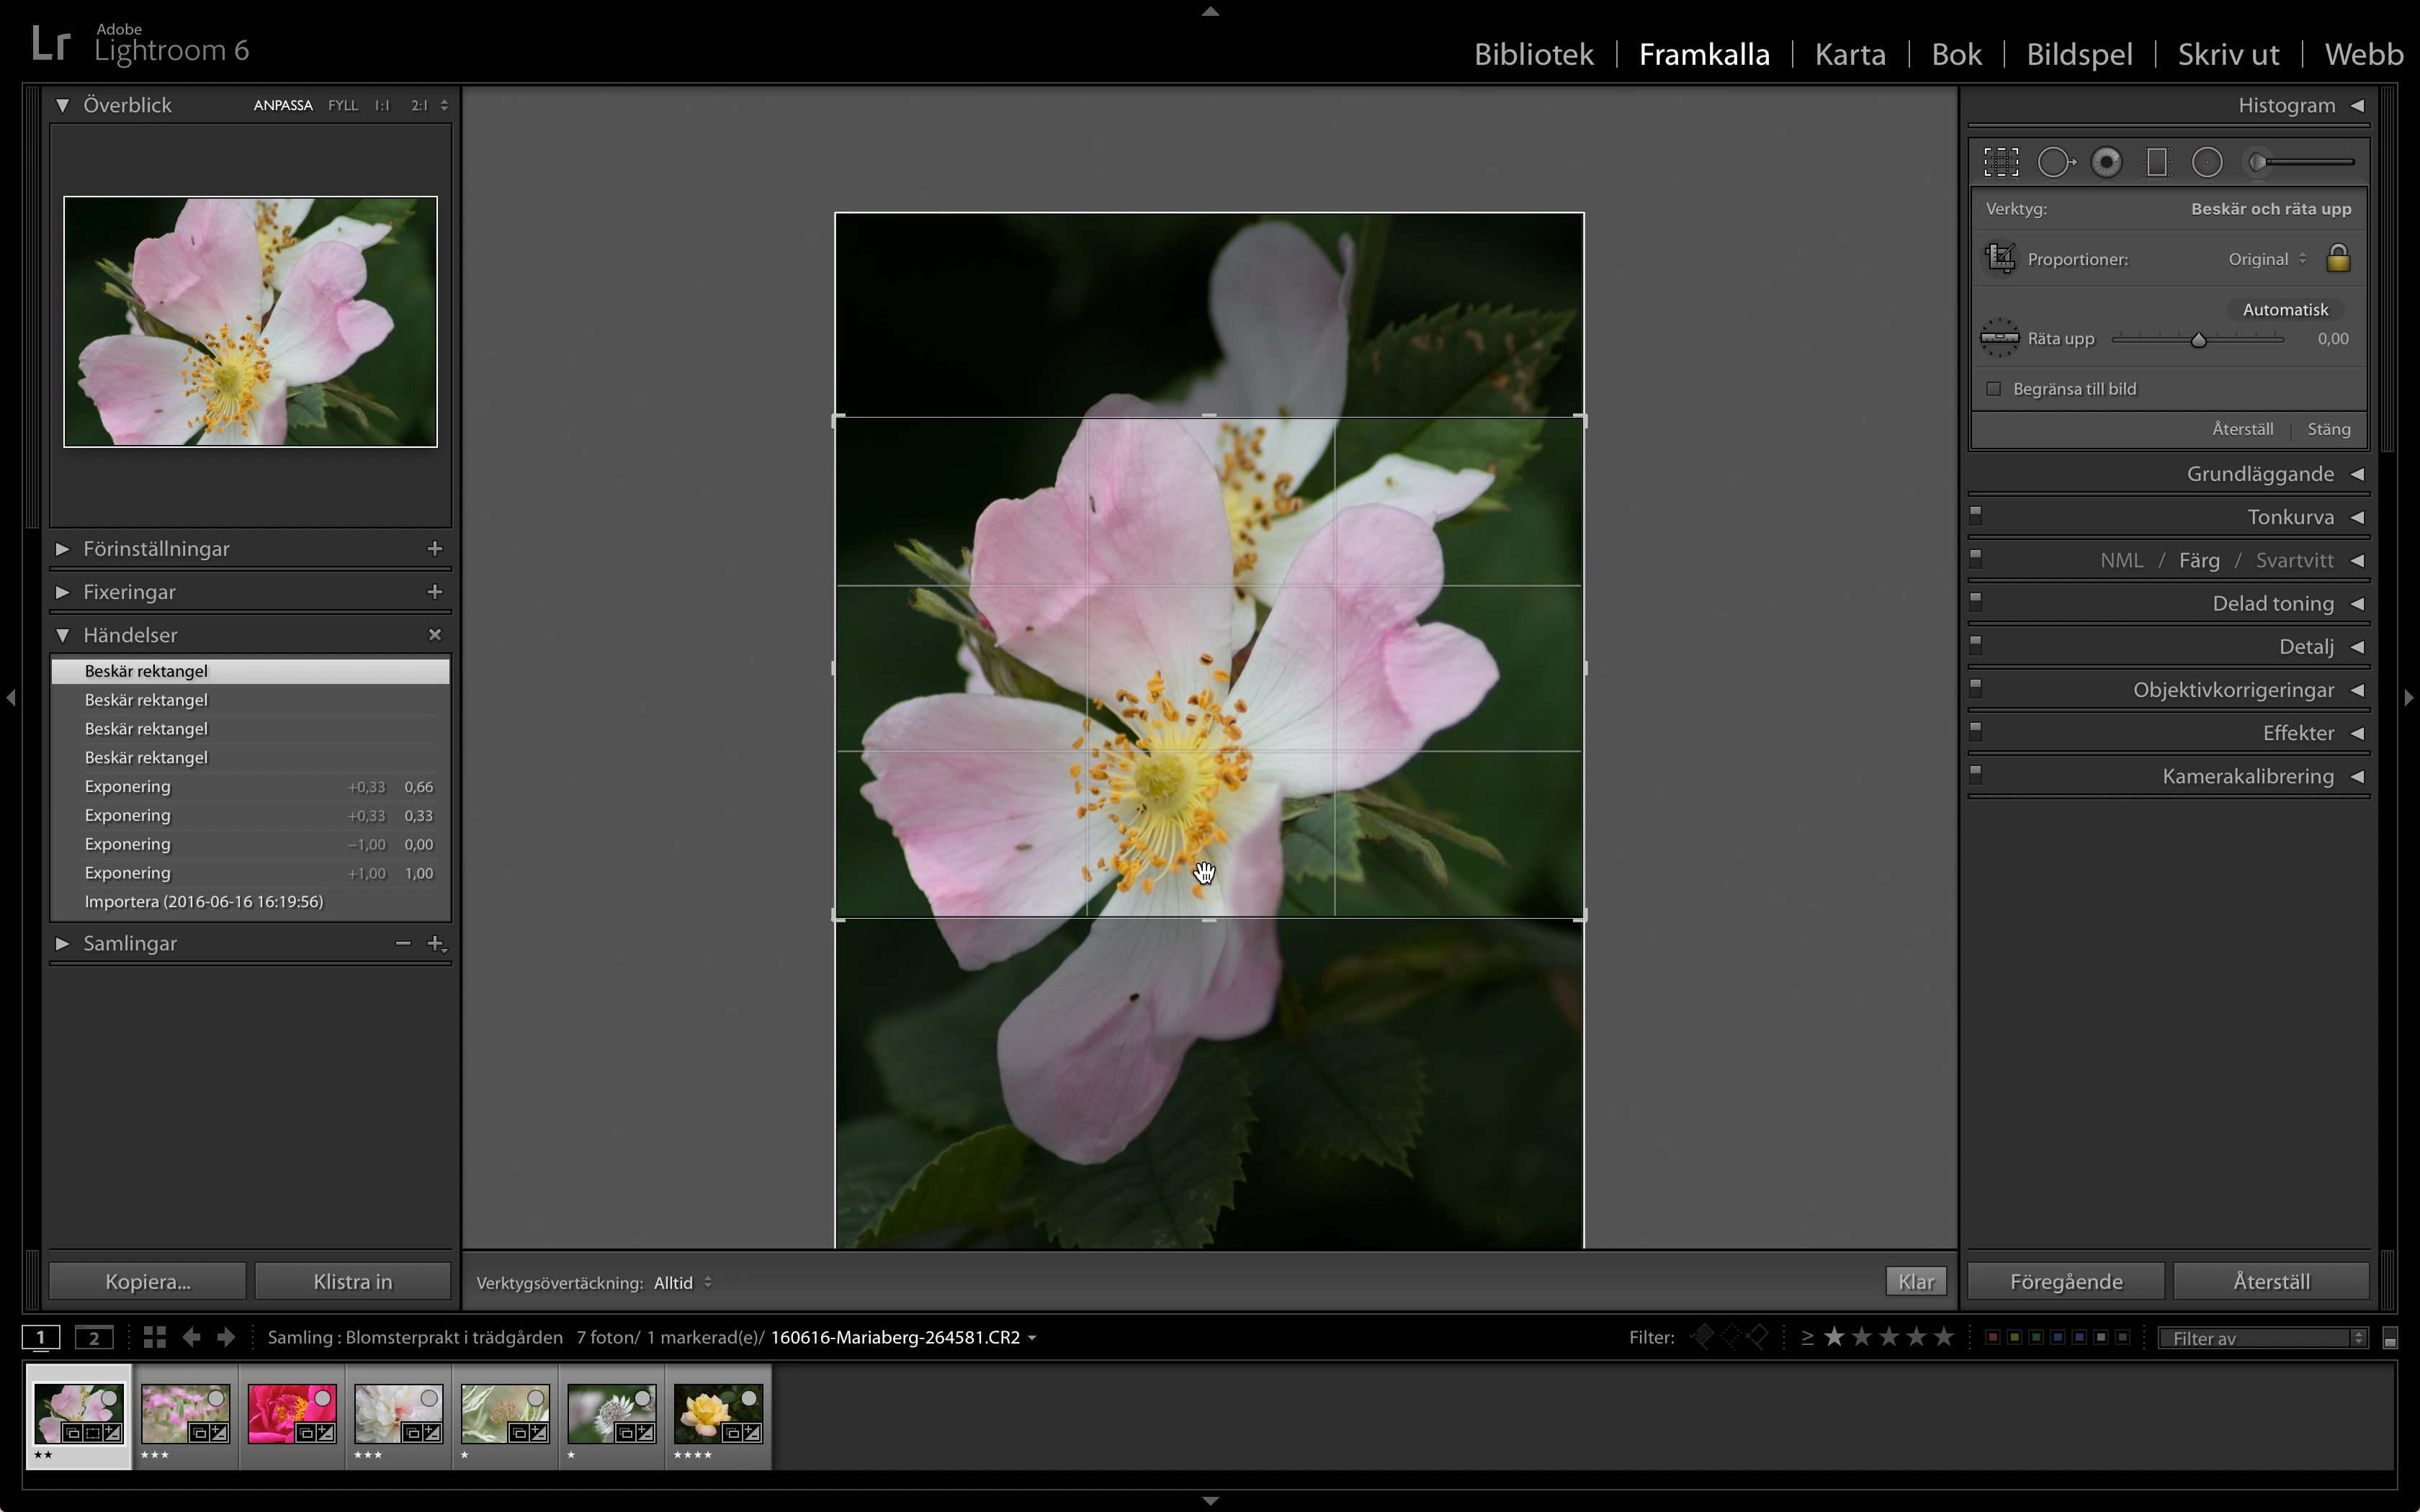 Lr Adobe
Lightroom 6
Bibliotek | Framkalla | Karta | Bok | Bildspel | Skriv ut | Webb
Överblick ANPASSA FYLL 1:1 2:1
Förinställningar
Fixeringar
Händelser
Beskär rektangel
Beskär rektangel
Beskär rektangel
Beskär rektangel
Exponering +0,33 0,66
Exponering +0,33 0,33
Exponering −1,00 0,00
Exponering +1,00 1,00
Importera (2016-06-16 16:19:56)
Samlingar
Kopiera... Klistra in
Verktygsövertäckning: Alltid
Klar
Histogram
Verktyg: Beskär och räta upp
Proportioner: Original
Automatisk
Räta upp 0,00
Begränsa till bild
Återställ | Stäng
Grundläggande
Tonkurva
NML / Färg / Svartvitt
Delad toning
Detalj
Objektivkorrigeringar
Effekter
Kamerakalibrering
Föregående Återställ
1 2 Samling : Blomsterprakt i trädgården 7 foton/ 1 markerad(e)/ 160616-Mariaberg-264581.CR2 Filter: ≥ Filter av